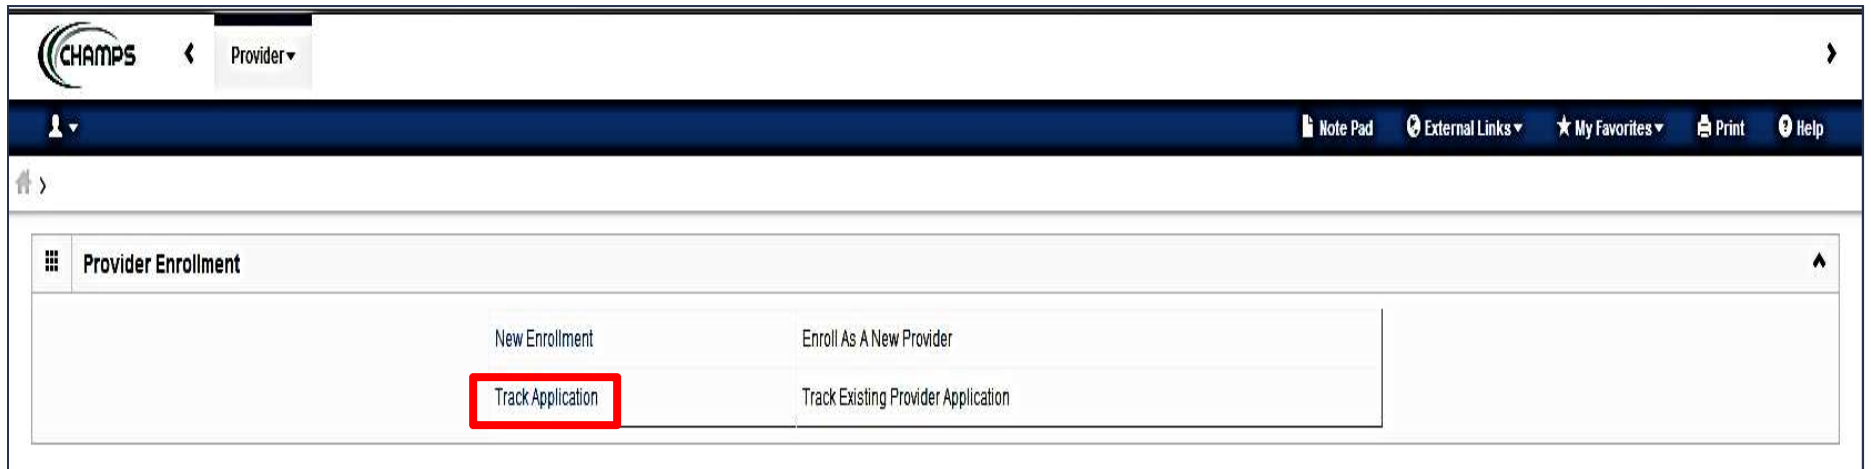 CHAMPS Provider
Note Pad External Links My Favorites Print Help
Provider Enrollment
New Enrollment Enroll As A New Provider
Track Application Track Existing Provider Application